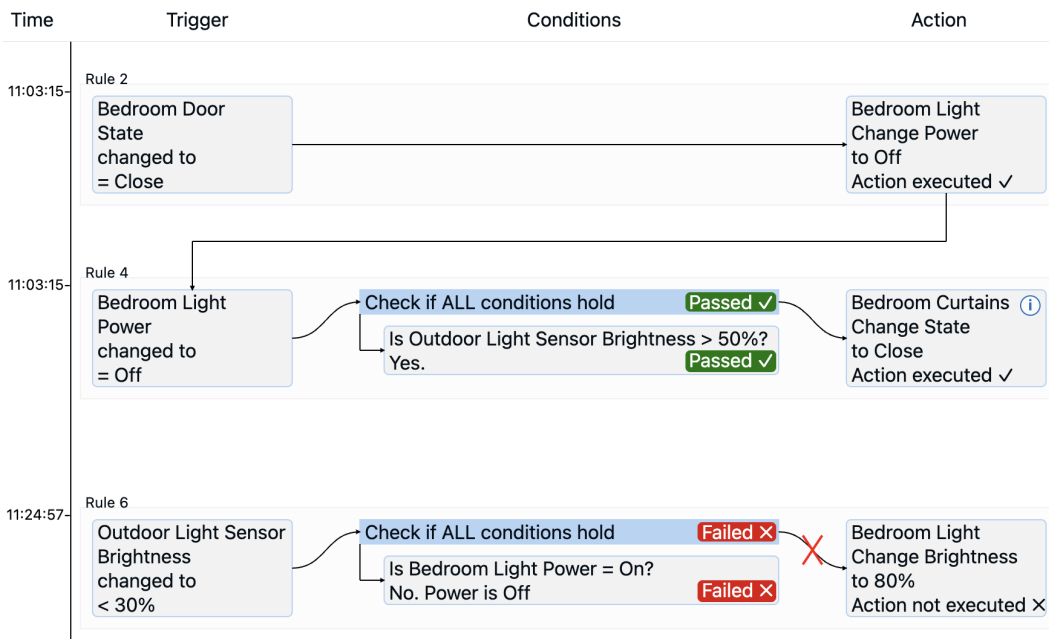 Time Trigger Conditions Action
Rule 2
11:03:15
Bedroom Door
State
changed to
= Close
Bedroom Light
Change Power
to Off
Action executed ✓
Rule 4
11:03:15
Bedroom Light
Power
changed to
= Off
Check if ALL conditions hold Passed ✓
Is Outdoor Light Sensor Brightness > 50%?
Yes. Passed ✓
Bedroom Curtains i
Change State
to Close
Action executed ✓
Rule 6
11:24:57
Outdoor Light Sensor
Brightness
changed to
< 30%
Check if ALL conditions hold Failed ✕
Is Bedroom Light Power = On?
No. Power is Off Failed ✕
Bedroom Light
Change Brightness
to 80%
Action not executed ✕